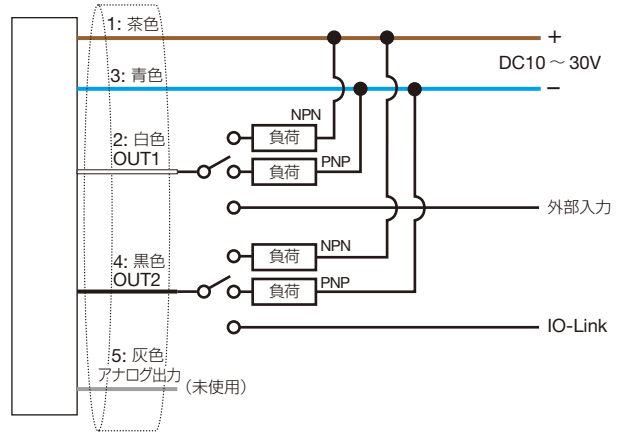 1: 茶色
+
DC10～30V
3: 青色
−
NPN
2: 白色
負荷
OUT1
負荷
PNP
外部入力
NPN
4: 黒色
負荷
OUT2
負荷
PNP
IO-Link
5: 灰色
アナログ出力
（未使用）